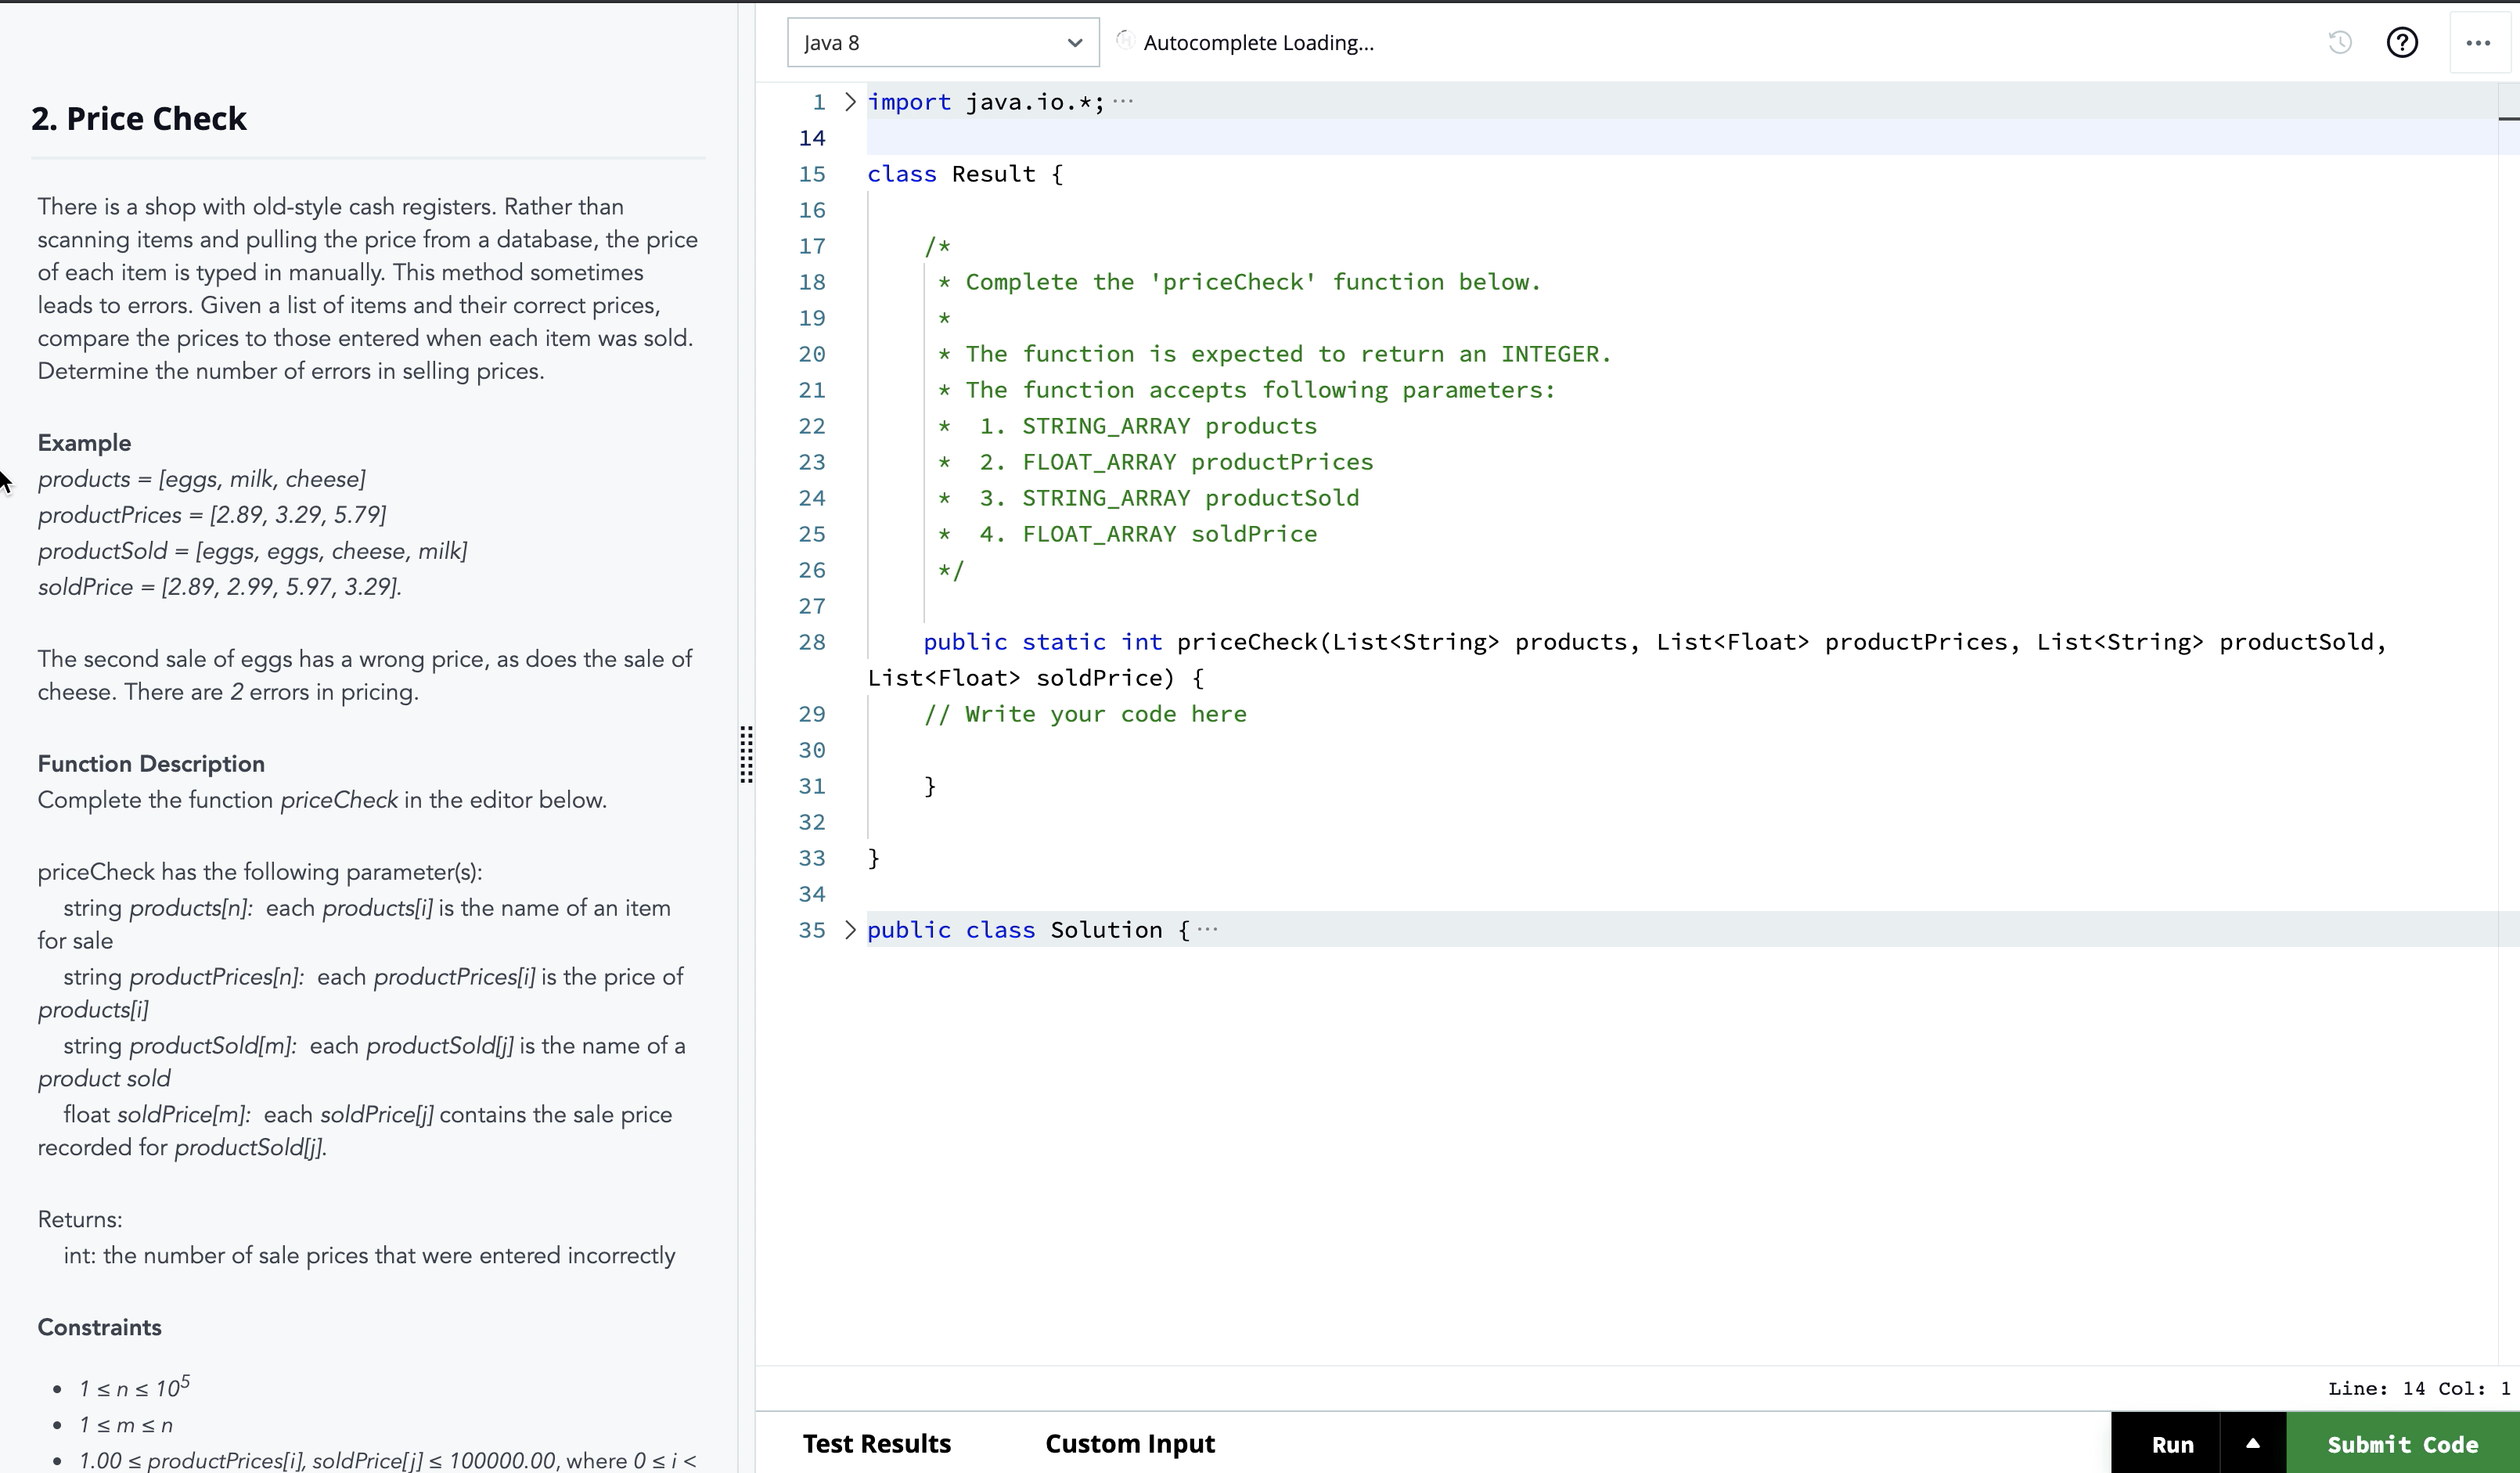 2. Price Check
There is a shop with old-style cash registers. Rather than
scanning items and pulling the price from a database, the price
of each item is typed in manually. This method sometimes
leads to errors. Given a list of items and their correct prices,
compare the prices to those entered when each item was sold.
Determine the number of errors in selling prices.
Example
products = [eggs, milk, cheese]
productPrices = [2.89, 3.29, 5.79]
productSold = [eggs, eggs, cheese, milk]
soldPrice = [2.89, 2.99, 5.97, 3.29].
The second sale of eggs has a wrong price, as does the sale of
cheese. There are 2 errors in pricing.
Function Description
Complete the function priceCheck in the editor below.
priceCheck has the following parameter(s):
string products[n]: each products[i] is the name of an item
for sale
string productPrices[n]: each productPrices[i] is the price of
products[i]
string productSold[m]: each productSold[j] is the name of a
product sold
float soldPrice[m]: each soldPrice[j] contains the sale price
recorded for productSold[j].
Returns:
int: the number of sale prices that were entered incorrectly
Constraints
• 1 ≤ n ≤ 10^5
• 1 ≤ m ≤ n
• 1.00 ≤ productPrices[i], soldPrice[j] ≤ 100000.00, where 0 ≤ i <
Java 8
Autocomplete Loading...
1 import java.io.*; ...
14
15 class Result {
16
17 /*
18 * Complete the 'priceCheck' function below.
19 *
20 * The function is expected to return an INTEGER.
21 * The function accepts following parameters:
22 * 1. STRING_ARRAY products
23 * 2. FLOAT_ARRAY productPrices
24 * 3. STRING_ARRAY productSold
25 * 4. FLOAT_ARRAY soldPrice
26 */
27
28 public static int priceCheck(List<String> products, List<Float> productPrices, List<String> productSold,
List<Float> soldPrice) {
29 // Write your code here
30
31 }
32
33 }
34
35 public class Solution { ...
Line: 14 Col: 1
Test Results
Custom Input
Run
Submit Code